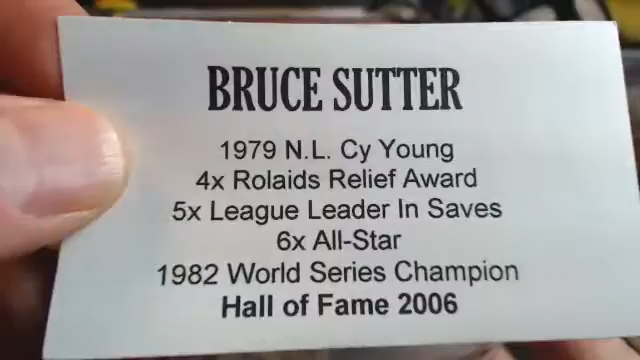 BRUCE SUTTER
1979 N.L. Cy Young
4x Rolaids Relief Award
5x League Leader In Saves
6x All-Star
1982 World Series Champion
Hall of Fame 2006